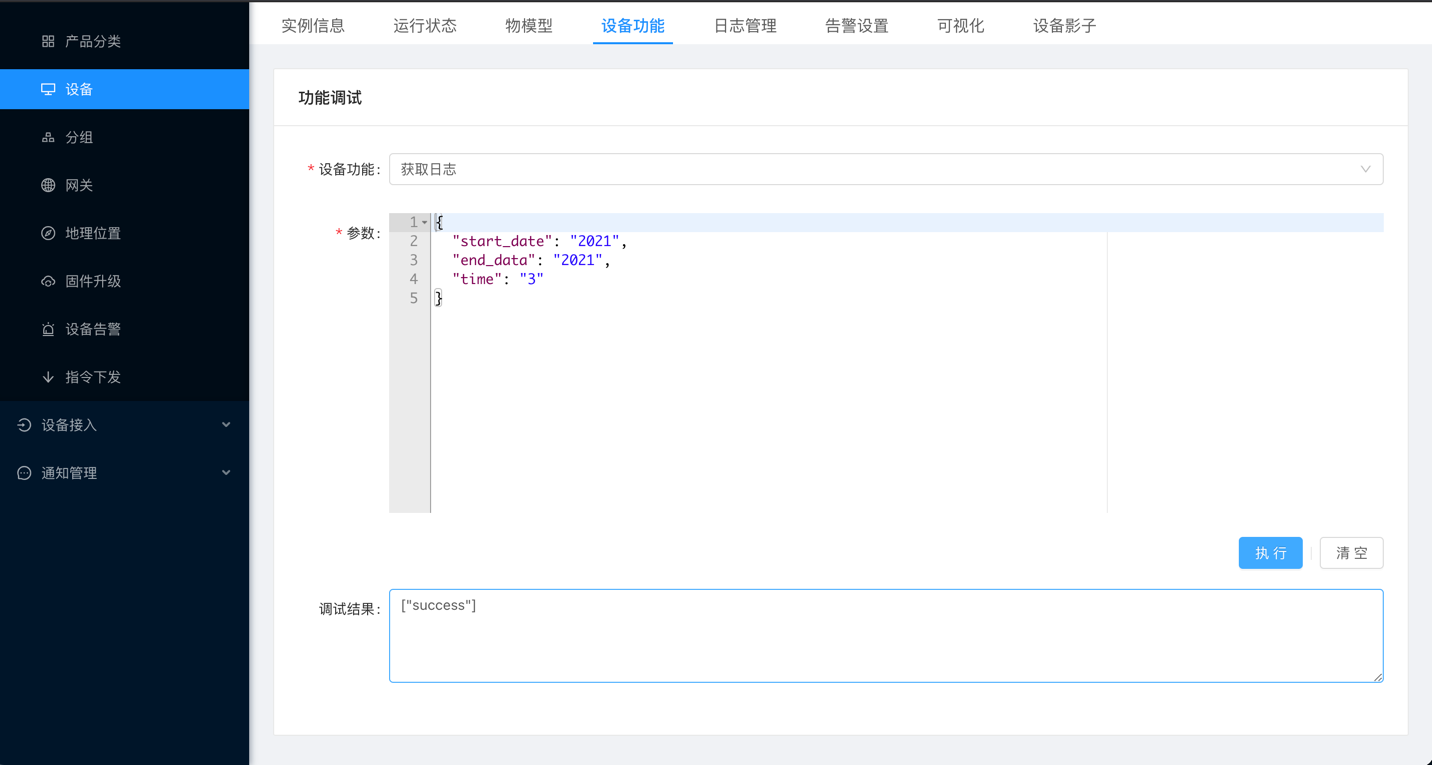 产品分类
设备
分组
网关
地理位置
固件升级
设备告警
指令下发
设备接入
通知管理
实例信息 运行状态 物模型 设备功能 日志管理 告警设置 可视化 设备影子
功能调试
* 设备功能: 获取日志
* 参数:
1 {
2 "start_date": "2021",
3 "end_data": "2021",
4 "time": "3"
5 }
执 行 清 空
调试结果: ["success"]